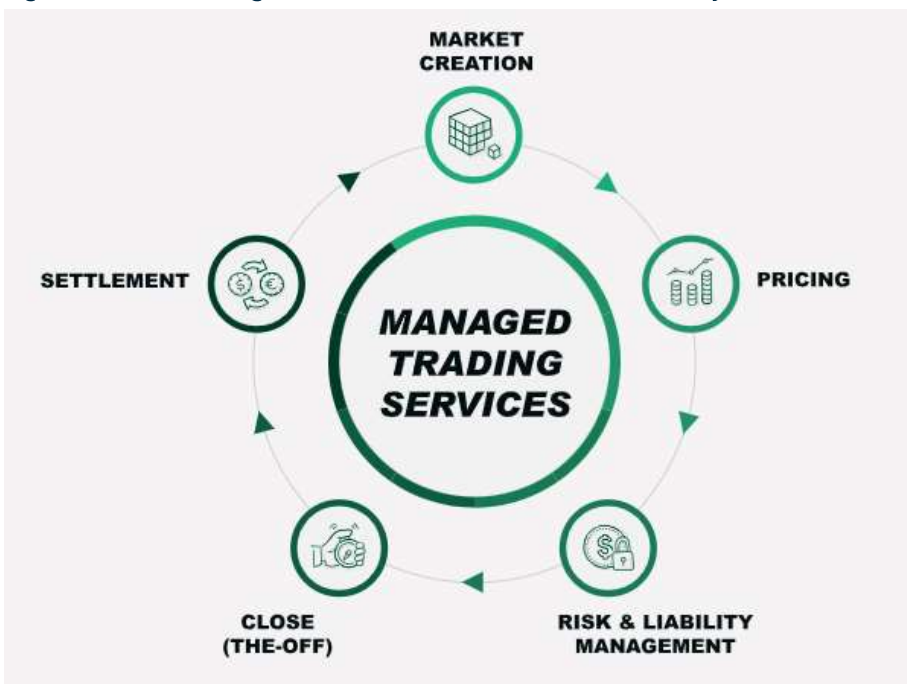 MARKET
CREATION
PRICING
RISK & LIABILITY
MANAGEMENT
CLOSE
(THE-OFF)
SETTLEMENT
MANAGED
TRADING
SERVICES
$
€
$